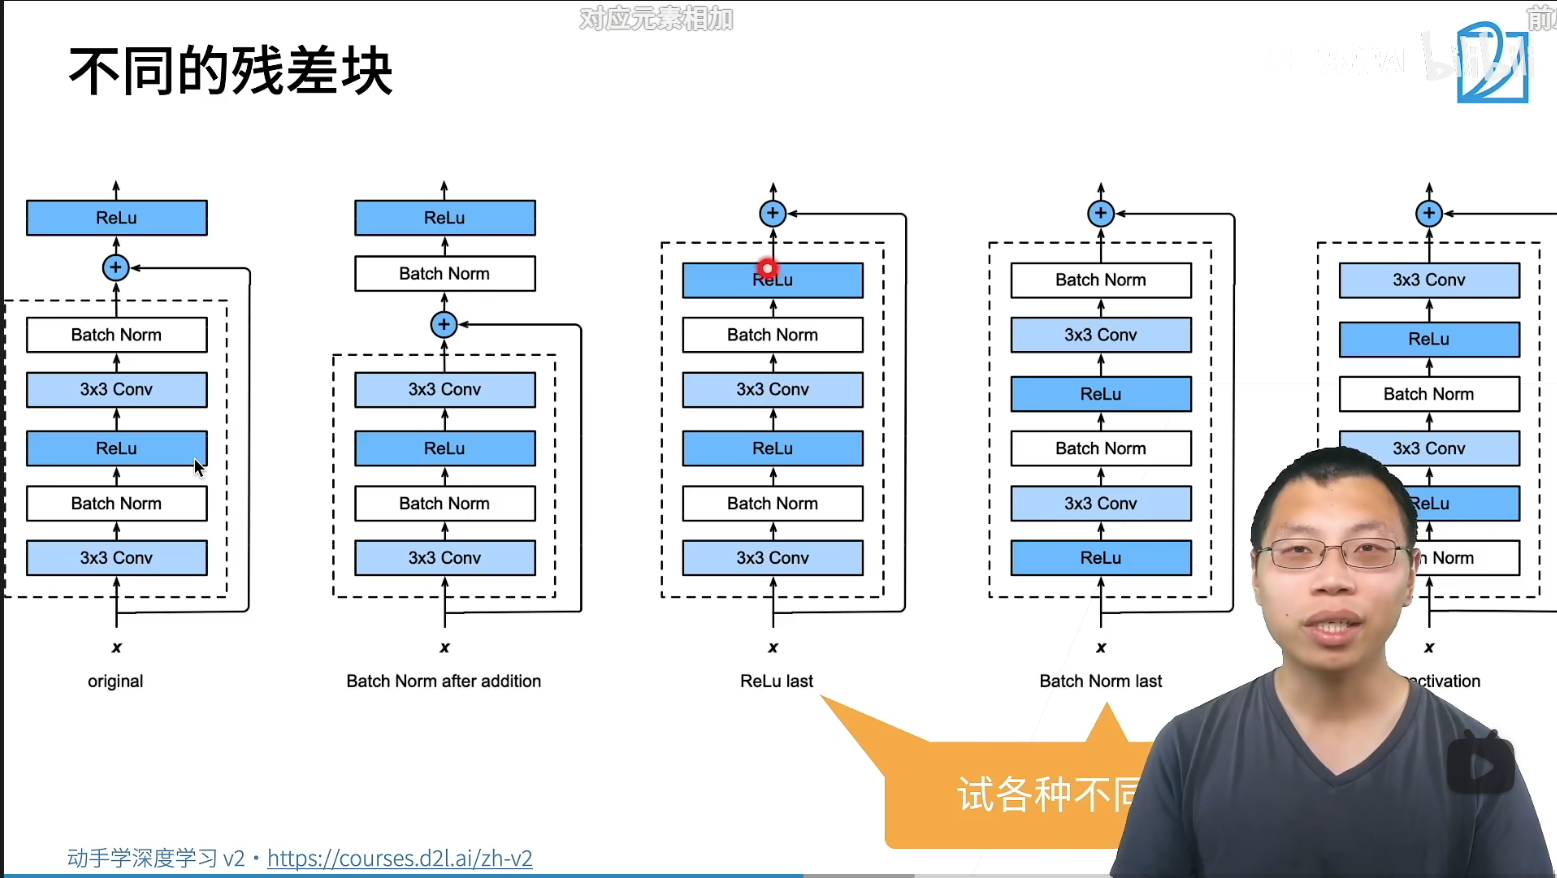 对应元素相加
不同的残差块
bilibili
ReLu
Batch Norm
3x3 Conv
ReLu
Batch Norm
3x3 Conv
x
original
ReLu
Batch Norm
3x3 Conv
ReLu
Batch Norm
3x3 Conv
x
Batch Norm after addition
ReLu
Batch Norm
3x3 Conv
ReLu
Batch Norm
3x3 Conv
x
ReLu last
Batch Norm
3x3 Conv
ReLu
Batch Norm
3x3 Conv
ReLu
x
Batch Norm last
3x3 Conv
ReLu
Batch Norm
3x3 Conv
ReLu
Norm
x
activation
试各种不同
动手学深度学习 v2 · https://courses.d2l.ai/zh-v2